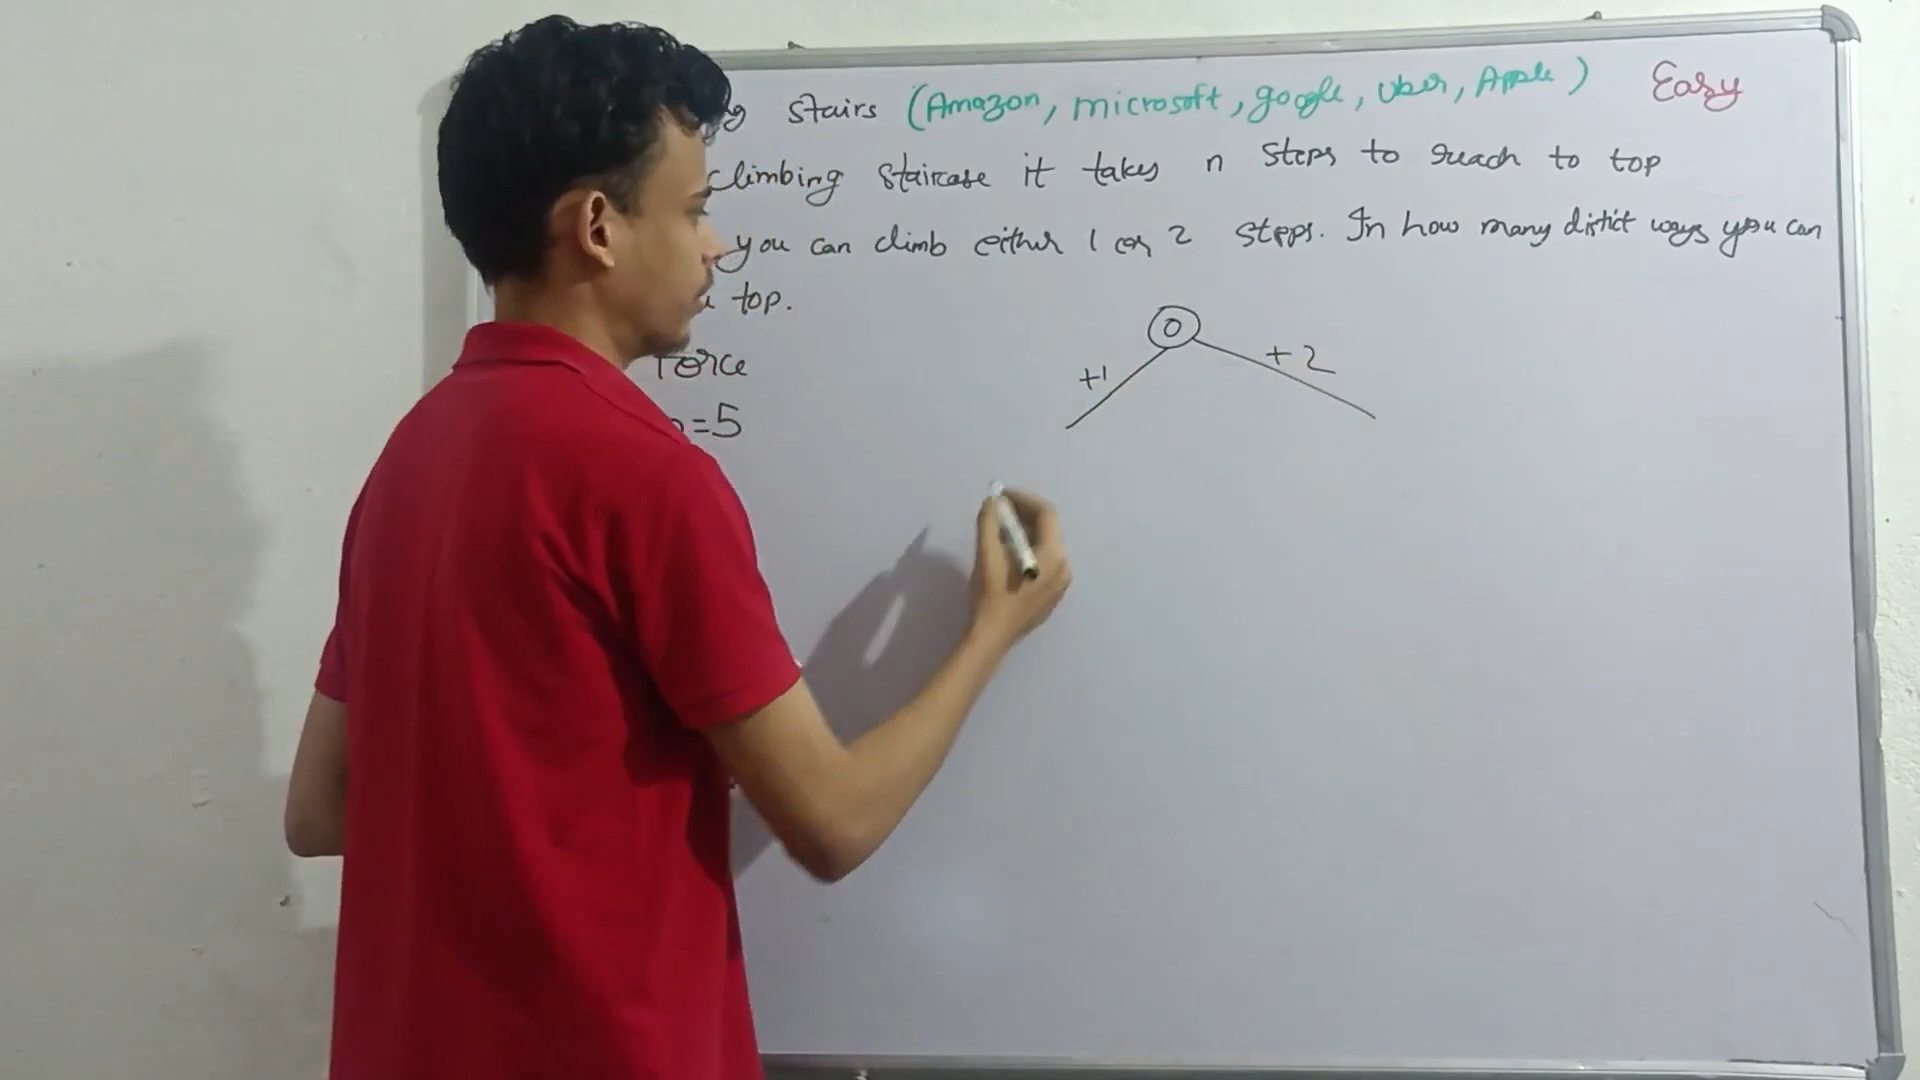 stairs (Amazon, microsoft, google, Uber, Apple) Easy
climbing staircase it takes n steps to reach to top
you can climb either 1 or 2 steps. In how many distict ways you can
top.
0
+1 +2
force
=5